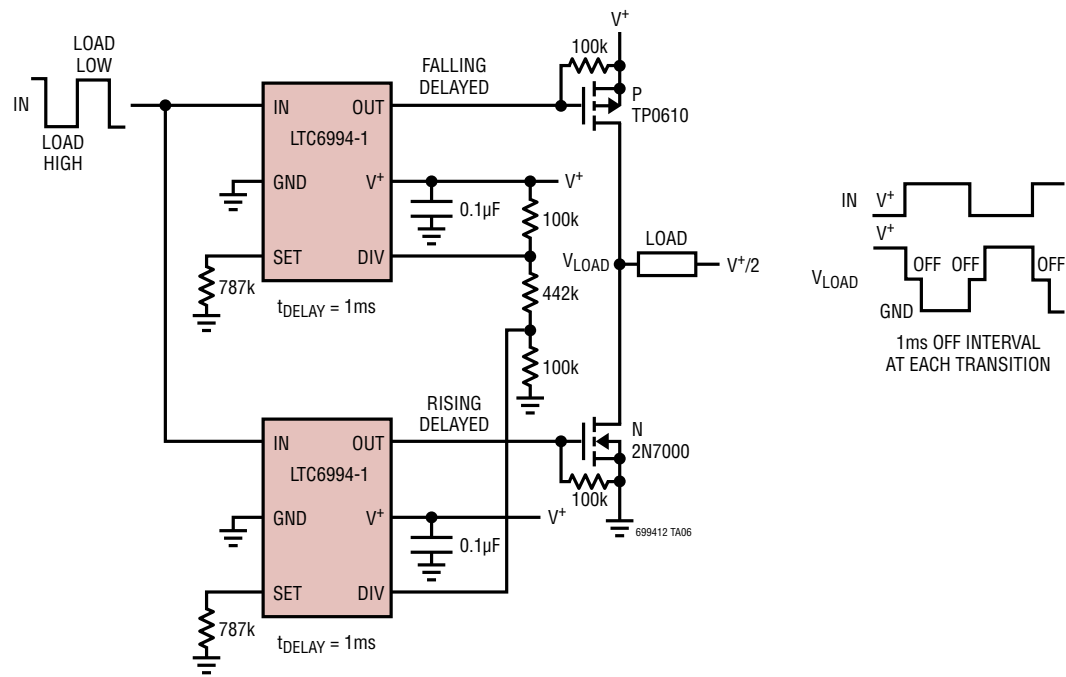 LOAD
LOW
IN
LOAD
HIGH
IN
OUT
LTC6994-1
GND
V+
SET
DIV
787k
tDELAY = 1ms
FALLING
DELAYED
V+
100k
P
TP0610
V+
0.1µF
100k
442k
100k
VLOAD
LOAD
V+/2
RISING
DELAYED
IN
OUT
LTC6994-1
GND
V+
SET
DIV
787k
tDELAY = 1ms
V+
0.1µF
N
2N7000
100k
699412 TA06
IN V+
V+
VLOAD
OFF OFF OFF
GND
1ms OFF INTERVAL
AT EACH TRANSITION